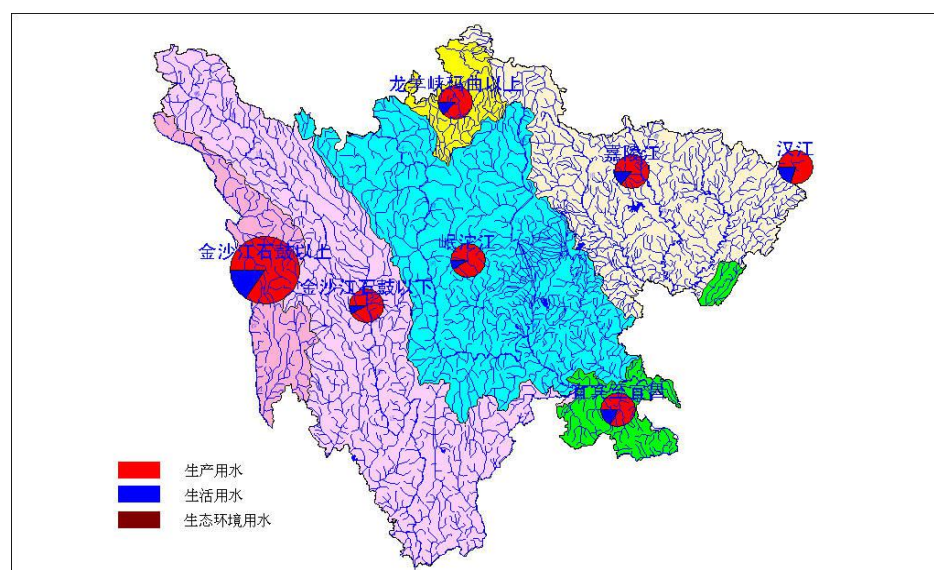 龙羊峡玛曲以上
嘉陵江
汉江
岷沱江
金沙江石鼓以上
金沙江石鼓以下
宜宾至宜昌
生产用水
生活用水
生态环境用水